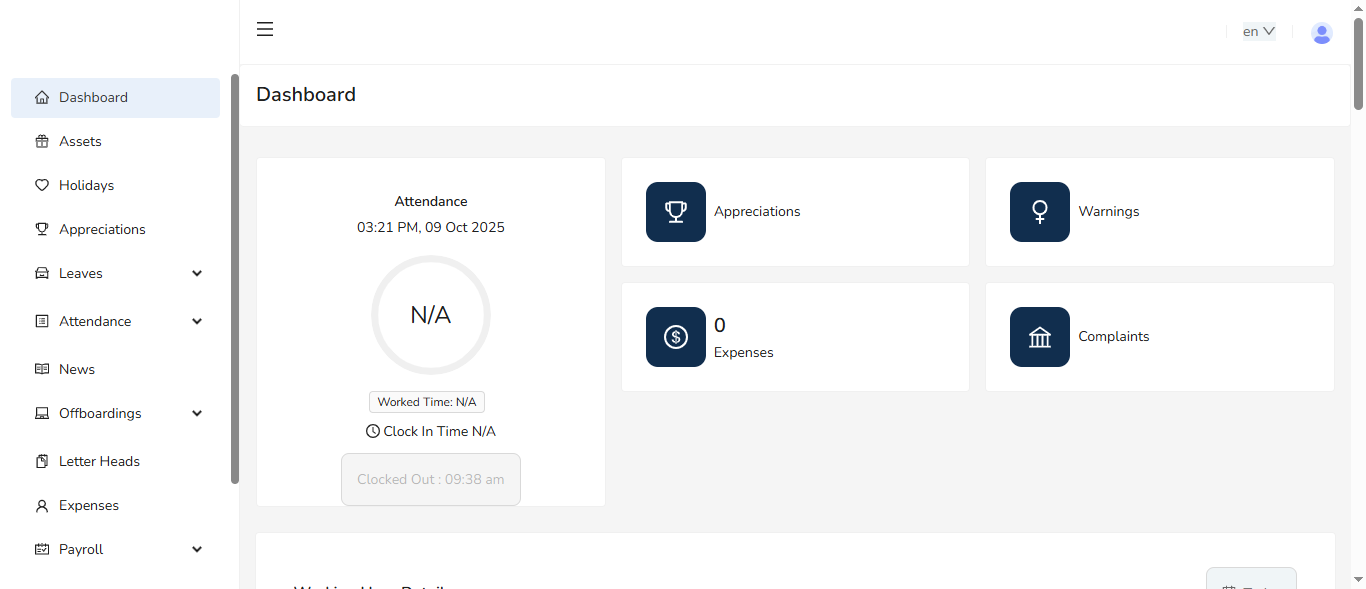 en
Dashboard
Assets
Holidays
Appreciations
Leaves
Attendance
News
Offboardings
Letter Heads
Expenses
Payroll
Dashboard
Attendance
03:21 PM, 09 Oct 2025
N/A
Worked Time: N/A
Clock In Time N/A
Clocked Out : 09:38 am
Appreciations
Warnings
0
Expenses
Complaints